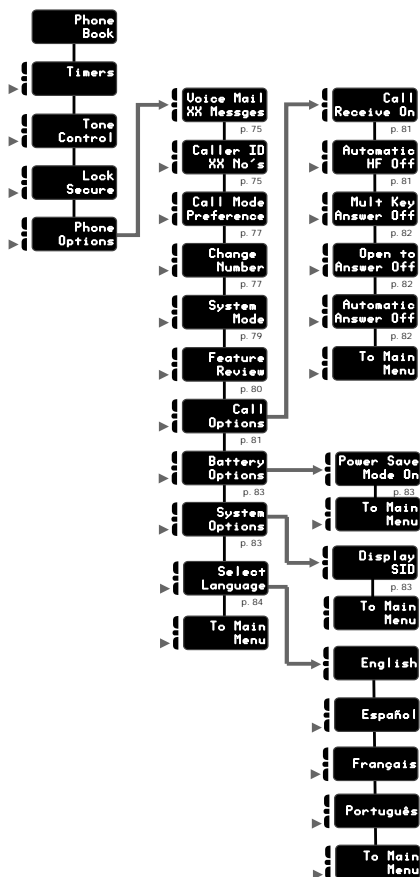 Phone
Book
Timers
Tone
Control
Lock
Secure
Phone
Options
Voice Mail
XX Messges
p. 75
Caller ID
XX No's
p. 75
Call Mode
Preference
p. 77
Change
Number
p. 77
System
Mode
p. 79
Feature
Review
p. 80
Call
Options
p. 81
Battery
Options
p. 83
System
Options
p. 83
Select
Language
p. 84
To Main
Menu
Call
Receive On
p. 81
Automatic
HF Off
p. 81
Mult Key
Answer Off
p. 82
Open to
Answer Off
p. 82
Automatic
Answer Off
p. 82
To Main
Menu
Power Save
Mode On
p. 83
To Main
Menu
Display
SID
p. 83
To Main
Menu
English
Español
Français
Português
To Main
Menu